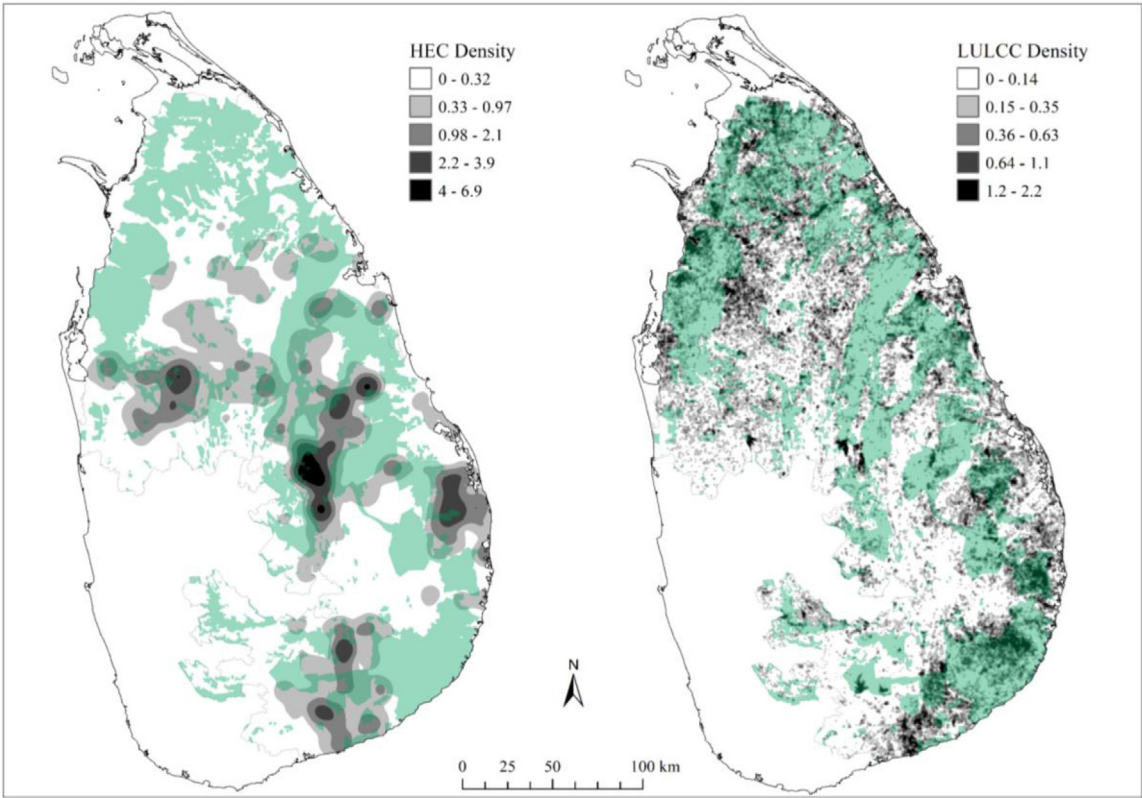 HEC Density
0 - 0.32
0.33 - 0.97
0.98 - 2.1
2.2 - 3.9
4 - 6.9
LULCC Density
0 - 0.14
0.15 - 0.35
0.36 - 0.63
0.64 - 1.1
1.2 - 2.2
N
0 25 50 100 km